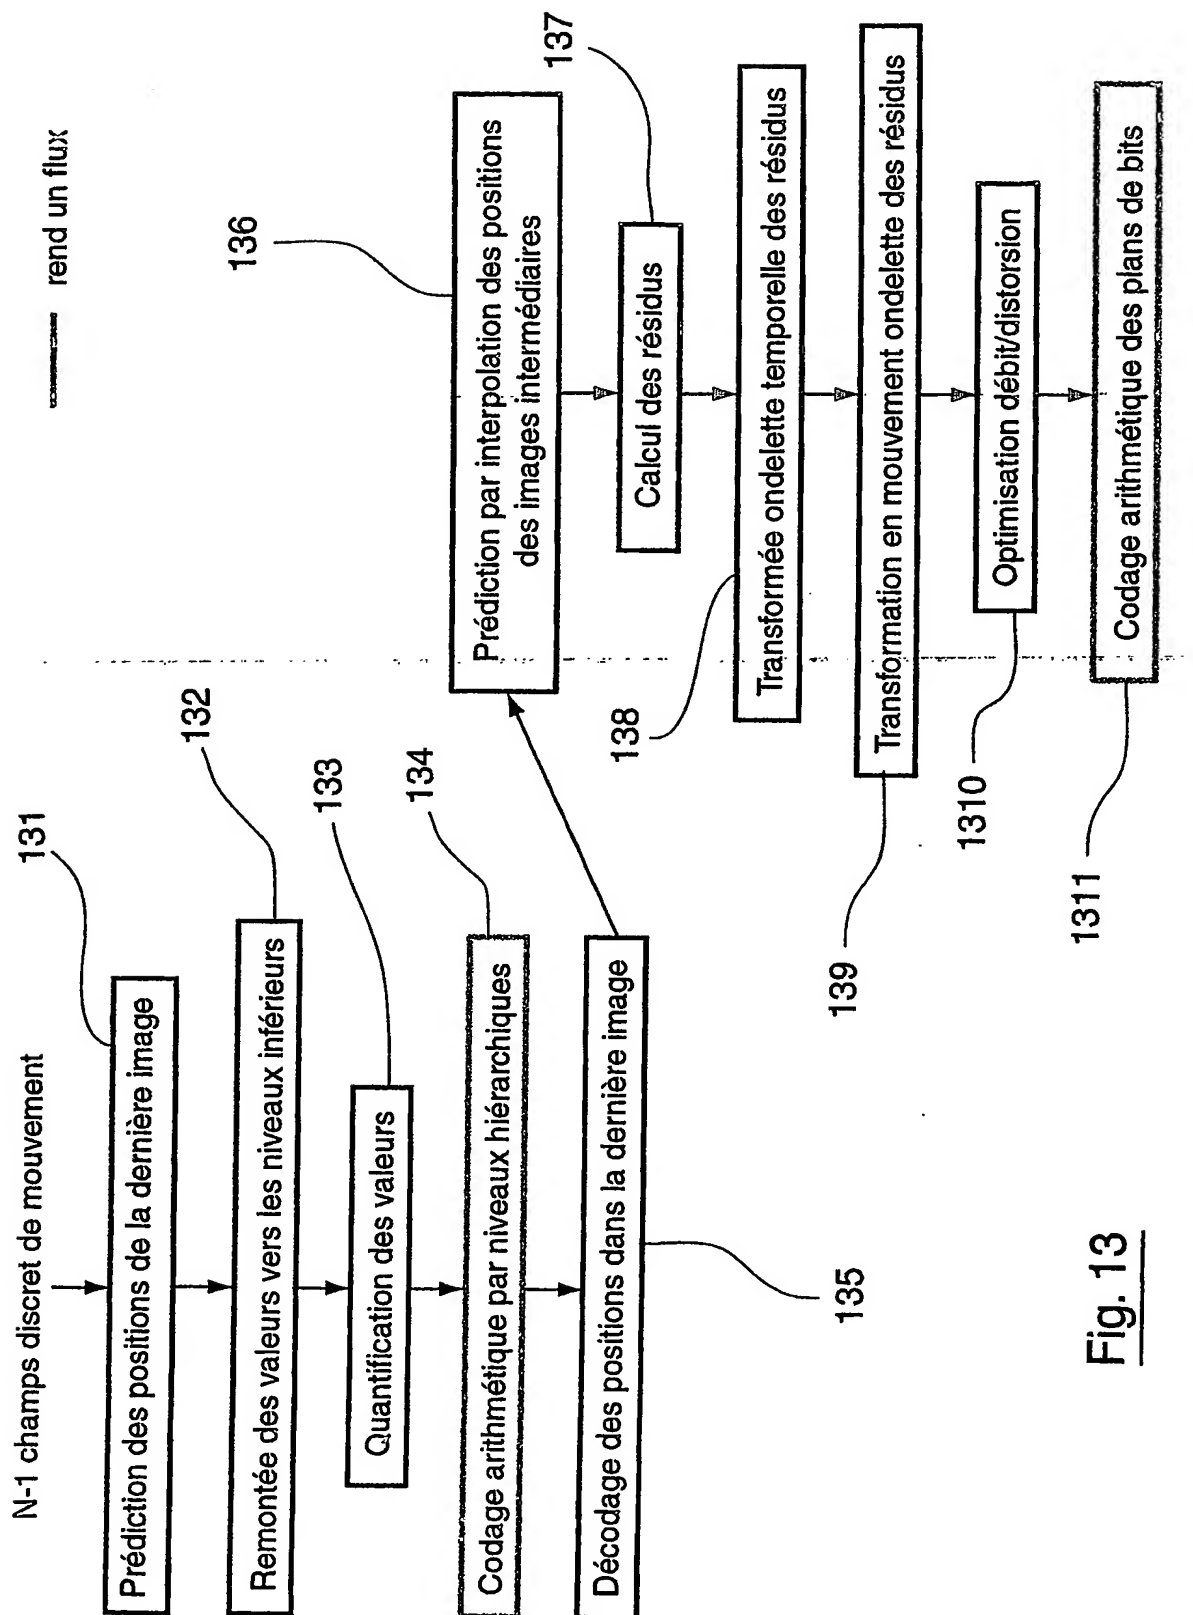 N-1 champs discret de mouvement
131
Prédiction des positions de la dernière image
132
Remontée des valeurs vers les niveaux inférieurs
133
Quantification des valeurs
134
Codage arithmétique par niveaux hiérarchiques
Décodage des positions dans la dernière image
135
rend un flux
136
Prédiction par interpolation des positions
des images intermédiaires
137
Calcul des résidus
138
Transformée ondelette temporelle des résidus
Transformation en mouvement ondelette des résidus
139
Optimisation débit/distorsion
1310
Codage arithmétique des plans de bits
1311
Fig. 13